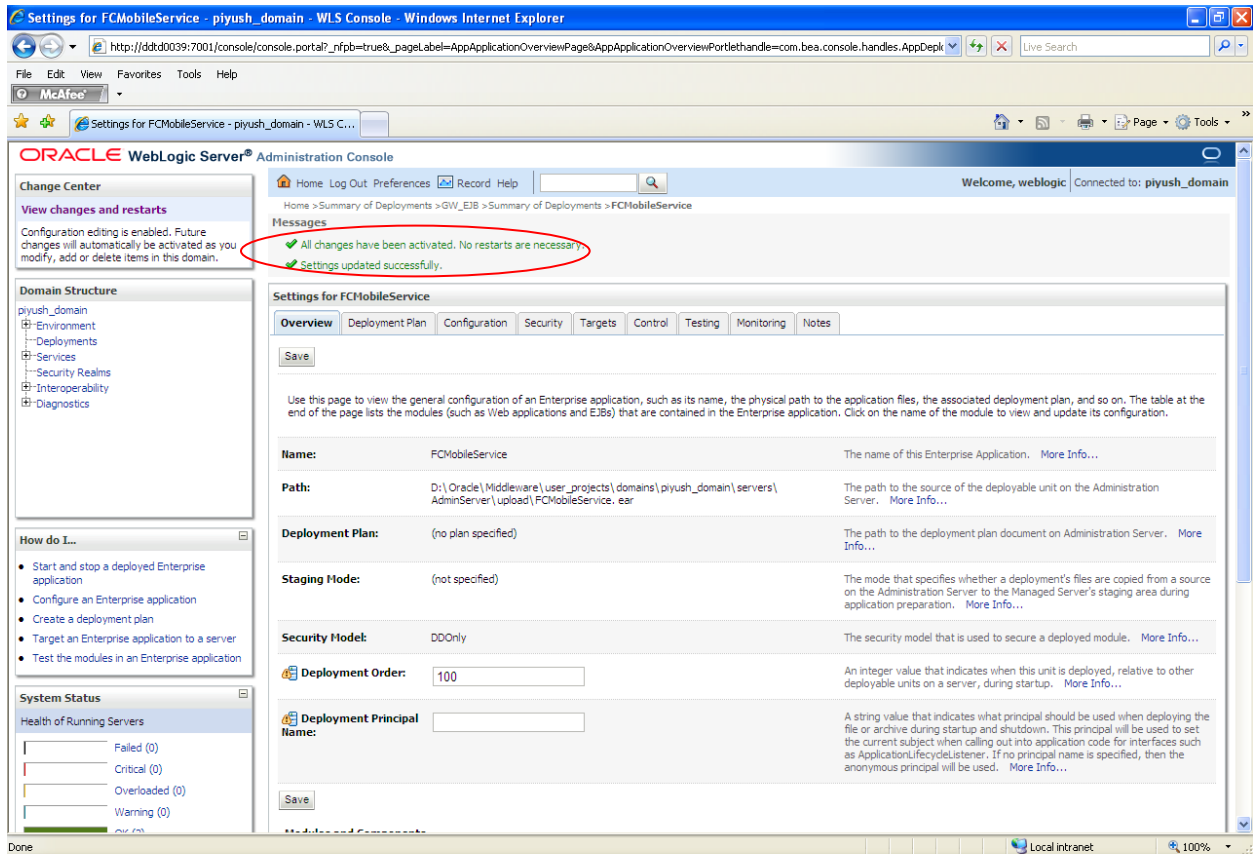 Settings for FCMobileService - piyush_domain - WLS Console - Windows Internet Explorer
http://ddtd0039:7001/console/console.portal?_nfpb=true&_pageLabel=AppApplicationOverviewPage&AppApplicationOverviewPortlethandle=com.bea.console.handles.AppDepl
Live Search
File Edit View Favorites Tools Help
McAfee
Settings for FCMobileService - piyush_domain - WLS C...
Page Tools
ORACLE WebLogic Server® Administration Console
Change Center
View changes and restarts
Configuration editing is enabled. Future
changes will automatically be activated as you
modify, add or delete items in this domain.
Domain Structure
piyush_domain
Environment
Deployments
Services
Security Realms
Interoperability
Diagnostics
How do I...
Start and stop a deployed Enterprise
application
Configure an Enterprise application
Create a deployment plan
Target an Enterprise application to a server
Test the modules in an Enterprise application
System Status
Health of Running Servers
Failed (0)
Critical (0)
Overloaded (0)
Warning (0)
Home Log Out Preferences Record Help
Welcome, weblogic Connected to: piyush_domain
Home >Summary of Deployments >GW_EJB >Summary of Deployments >FCMobileService
Messages
All changes have been activated. No restarts are necessary.
Settings updated successfully.
Settings for FCMobileService
Overview Deployment Plan Configuration Security Targets Control Testing Monitoring Notes
Save
Use this page to view the general configuration of an Enterprise application, such as its name, the physical path to the application files, the associated deployment plan, and so on. The table at the
end of the page lists the modules (such as Web applications and EJBs) that are contained in the Enterprise application. Click on the name of the module to view and update its configuration.
Name: FCMobileService The name of this Enterprise Application. More Info...
Path: D:\Oracle\Middleware\user_projects\domains\piyush_domain\servers\ The path to the source of the deployable unit on the Administration
AdminServer\upload\FCMobileService.ear Server. More Info...
Deployment Plan: (no plan specified) The path to the deployment plan document on Administration Server. More
Info...
Staging Mode: (not specified) The mode that specifies whether a deployment's files are copied from a source
on the Administration Server to the Managed Server's staging area during
application preparation. More Info...
Security Model: DDOnly The security model that is used to secure a deployed module. More Info...
Deployment Order: 100 An integer value that indicates when this unit is deployed, relative to other
deployable units on a server, during startup. More Info...
Deployment Principal A string value that indicates what principal should be used when deploying the
Name: file or archive during startup and shutdown. This principal will be used to set
the current subject when calling out into application code for interfaces such
as ApplicationLifecycleListener. If no principal name is specified, then the
anonymous principal will be used. More Info...
Save
Modules and Components
Done
Local intranet
100%